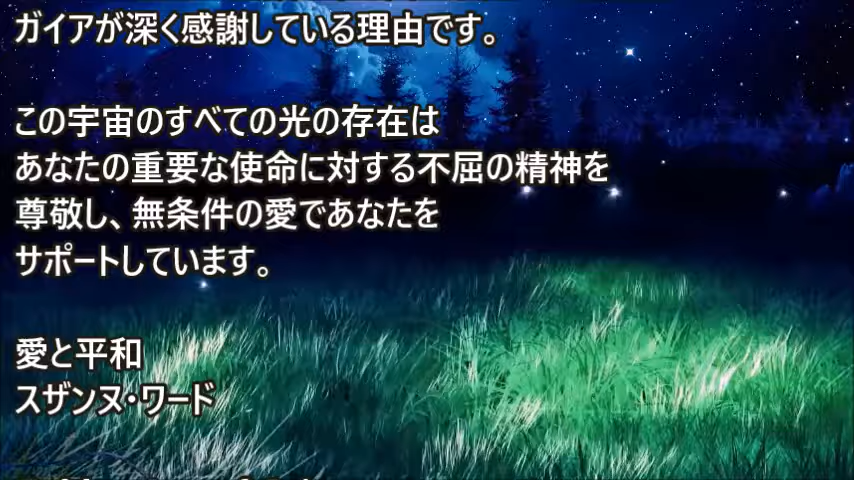 ガイアが深く感謝している理由です。
この宇宙のすべての光の存在は
あなたの重要な使命に対する不屈の精神を
尊敬し、無条件の愛であなたを
サポートしています。
愛と平和
スザンヌ・ワード